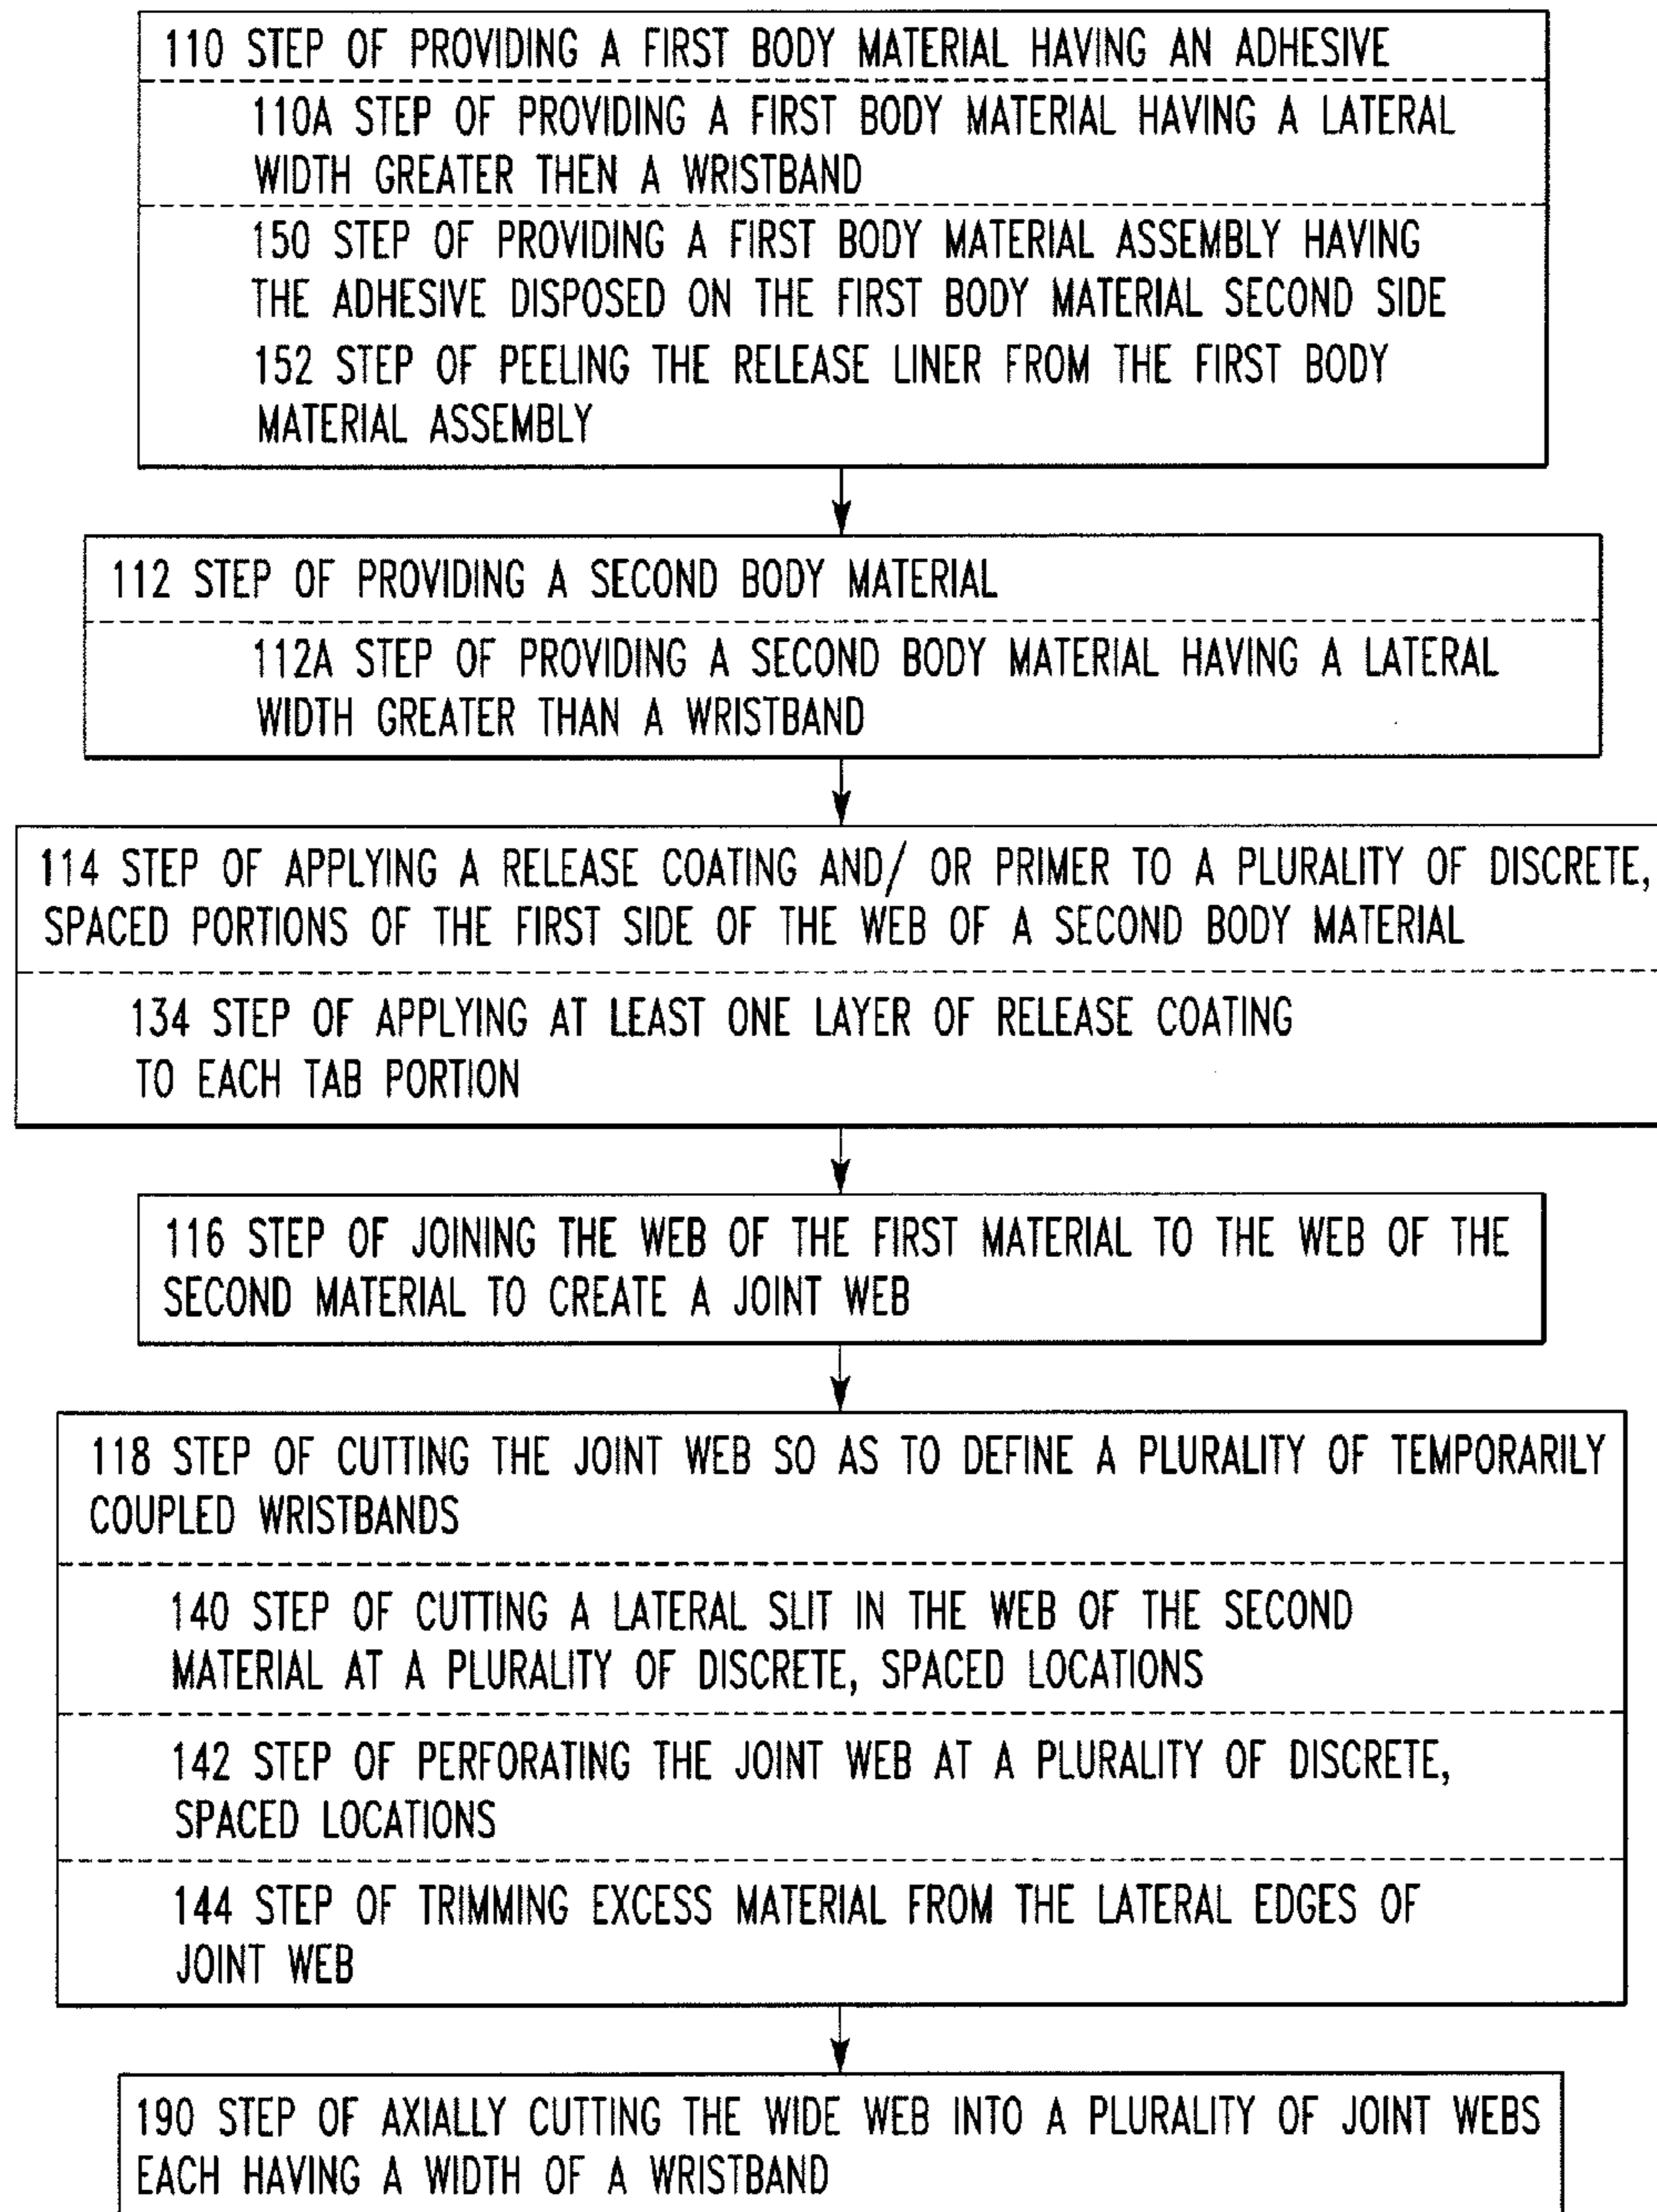 110 STEP OF PROVIDING A FIRST BODY MATERIAL HAVING AN ADHESIVE
110A STEP OF PROVIDING A FIRST BODY MATERIAL HAVING A LATERAL
WIDTH GREATER THEN A WRISTBAND
150 STEP OF PROVIDING A FIRST BODY MATERIAL ASSEMBLY HAVING
THE ADHESIVE DISPOSED ON THE FIRST BODY MATERIAL SECOND SIDE
152 STEP OF PEELING THE RELEASE LINER FROM THE FIRST BODY
MATERIAL ASSEMBLY
112 STEP OF PROVIDING A SECOND BODY MATERIAL
112A STEP OF PROVIDING A SECOND BODY MATERIAL HAVING A LATERAL
WIDTH GREATER THAN A WRISTBAND
114 STEP OF APPLYING A RELEASE COATING AND/ OR PRIMER TO A PLURALITY OF DISCRETE,
SPACED PORTIONS OF THE FIRST SIDE OF THE WEB OF A SECOND BODY MATERIAL
134 STEP OF APPLYING AT LEAST ONE LAYER OF RELEASE COATING
TO EACH TAB PORTION
116 STEP OF JOINING THE WEB OF THE FIRST MATERIAL TO THE WEB OF THE
SECOND MATERIAL TO CREATE A JOINT WEB
118 STEP OF CUTTING THE JOINT WEB SO AS TO DEFINE A PLURALITY OF TEMPORARILY
COUPLED WRISTBANDS
140 STEP OF CUTTING A LATERAL SLIT IN THE WEB OF THE SECOND
MATERIAL AT A PLURALITY OF DISCRETE, SPACED LOCATIONS
142 STEP OF PERFORATING THE JOINT WEB AT A PLURALITY OF DISCRETE,
SPACED LOCATIONS
144 STEP OF TRIMMING EXCESS MATERIAL FROM THE LATERAL EDGES OF
JOINT WEB
190 STEP OF AXIALLY CUTTING THE WIDE WEB INTO A PLURALITY OF JOINT WEBS
EACH HAVING A WIDTH OF A WRISTBAND